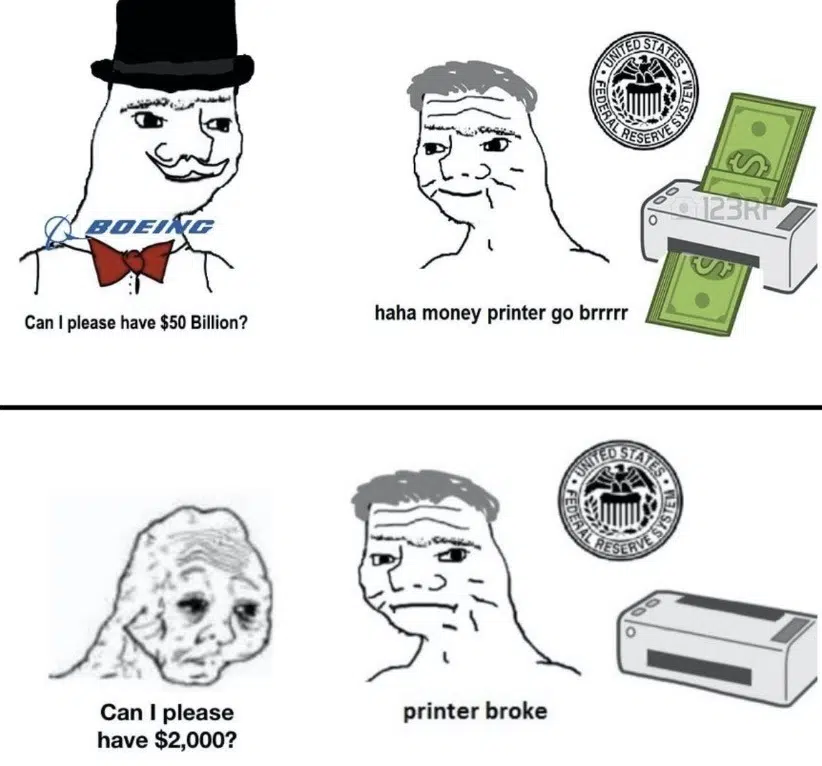 UNITED STATES
FEDERAL RESERVE SYSTEM
BOEING
123RF
Can I please have $50 Billion?
haha money printer go brrrrr
UNITED STATES
FEDERAL RESERVE SYSTEM
Can I please
have $2,000?
printer broke